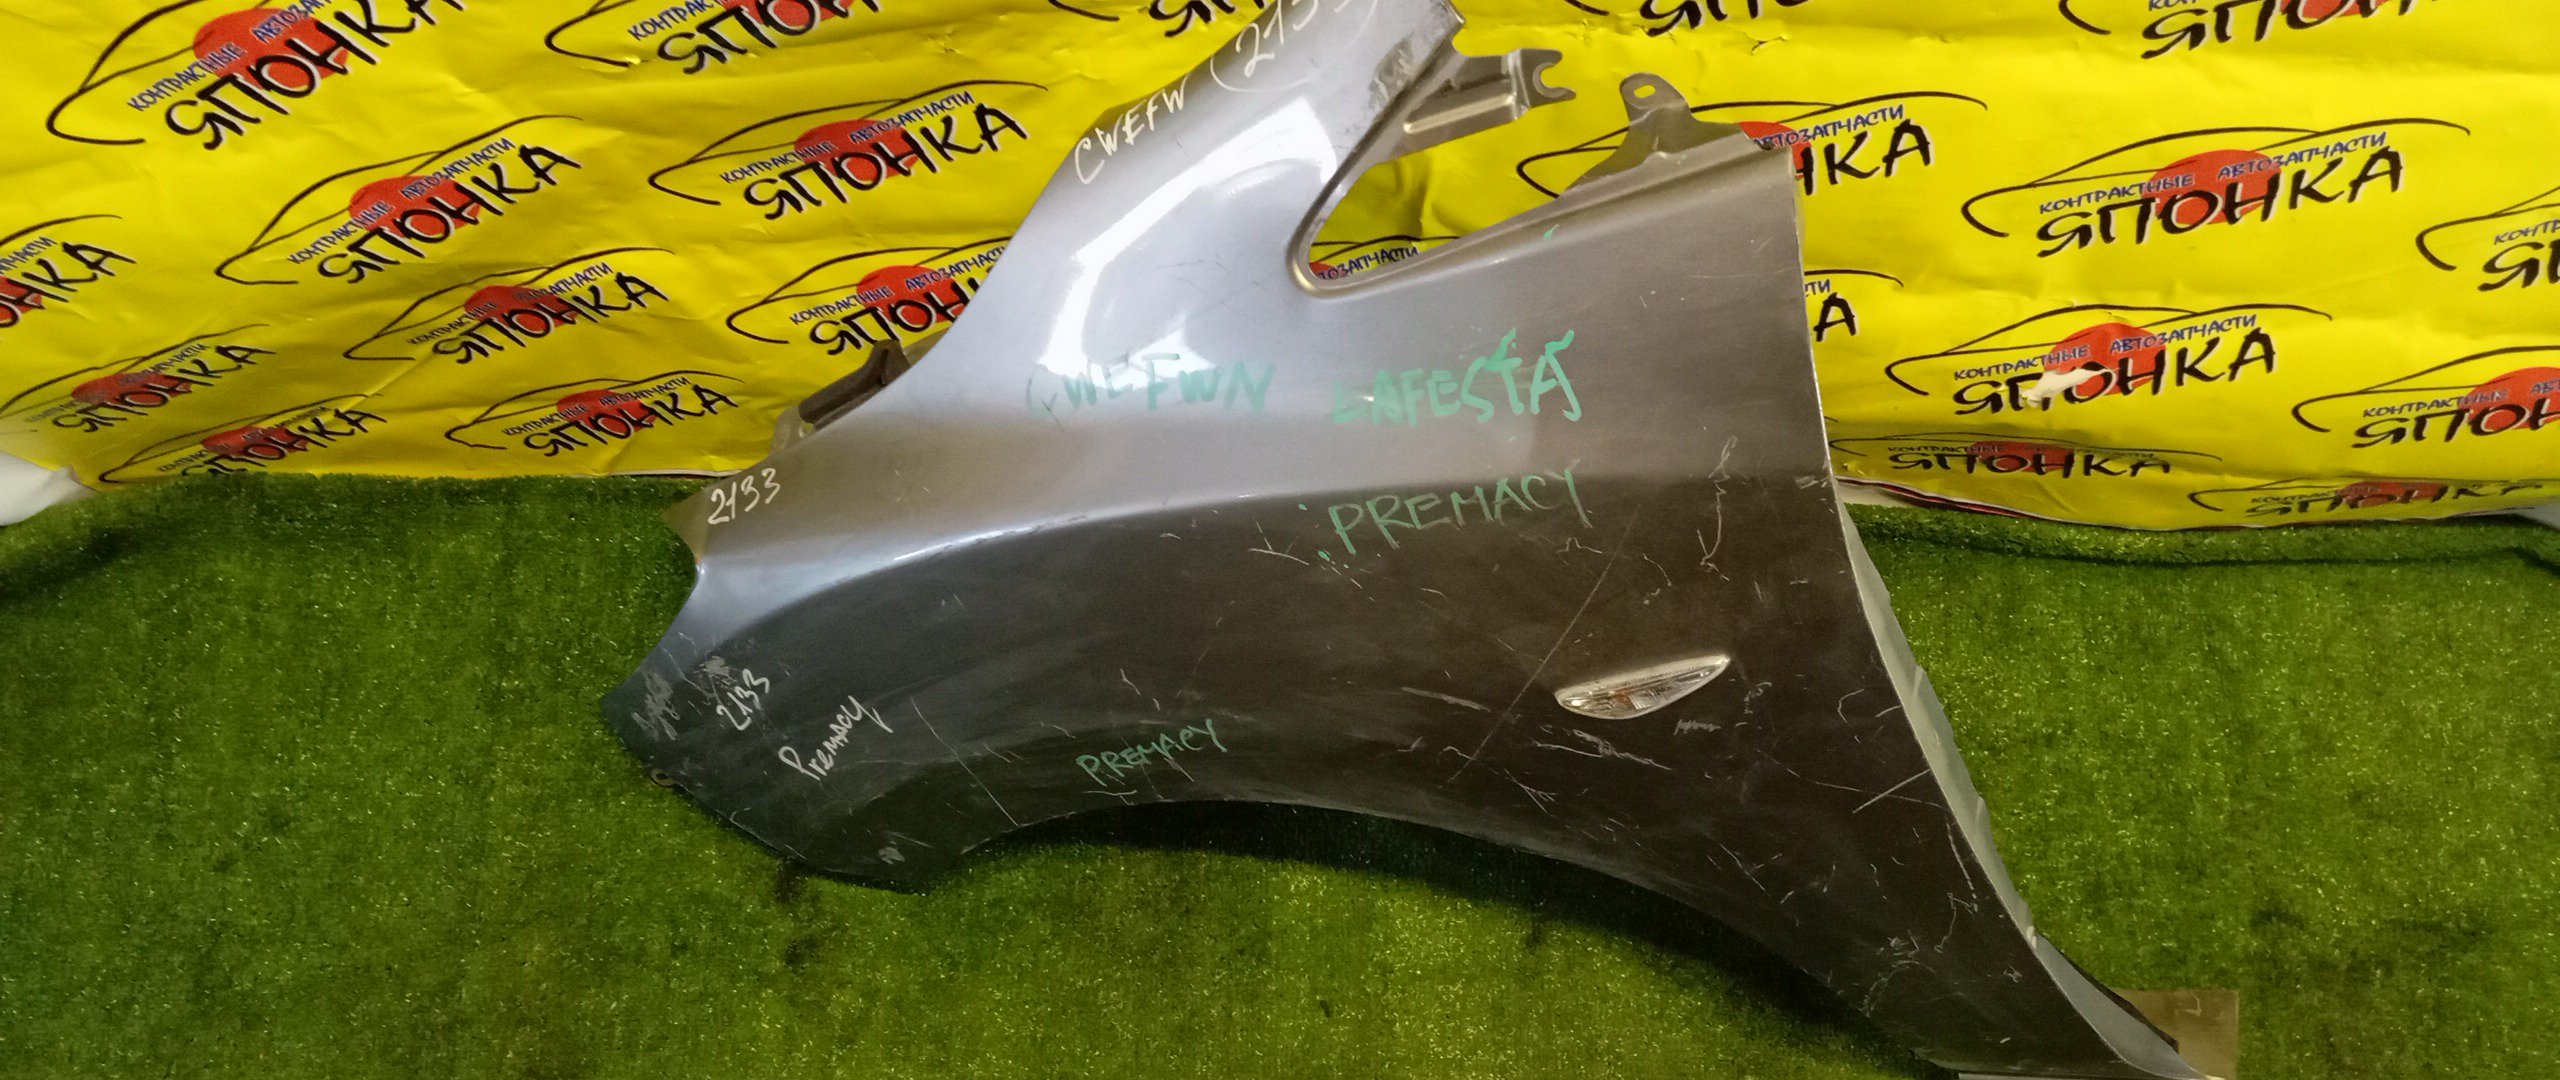 КОНТРАКТНЫЕ АВТОЗАПЧАСТИ
ЯПОНКА
CWEFW
2133
CWEFWN LAFESTA
PREMACY
2133
Premacy
PREMACY